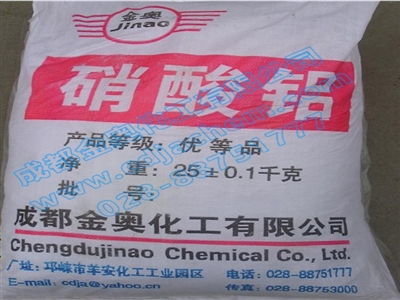 金奥
Jinao
硝酸铝
产品等级：优等品
净　重：25±0.1千克
批　号：
成都金奥化工有限公司
Chengdujinao Chemical Co., Ltd.
厂址：邛崃市羊安化工工业园区　电话：028-88751777
E-mail: cdja@yahoo.cn　传真：028-88753000